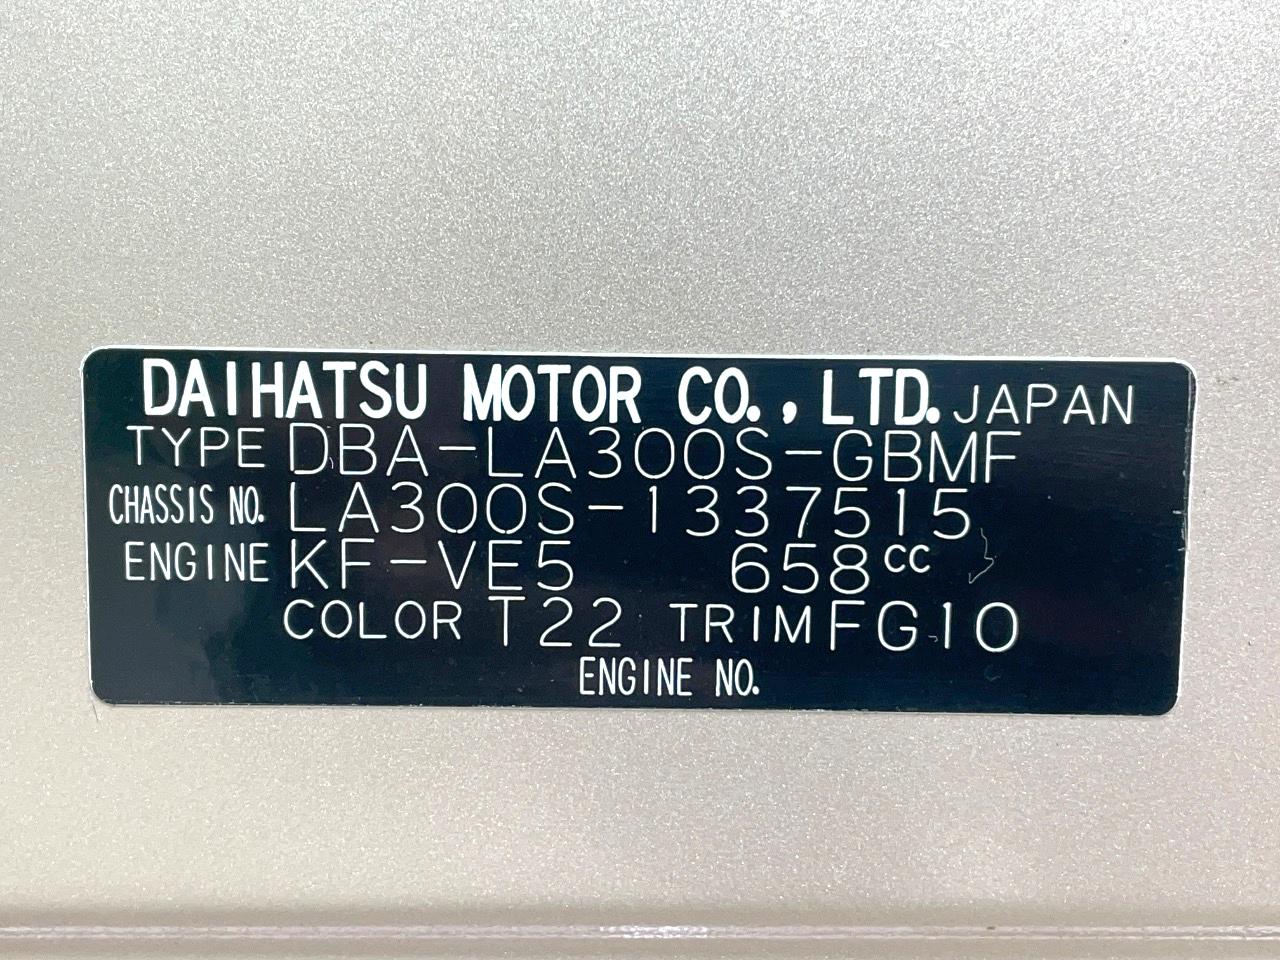 DAIHATSU MOTOR CO., LTD. JAPAN
TYPE DBA-LA300S-GBMF
CHASSIS NO. LA300S-1337515
ENGINE KF-VE5 658cc
COLOR T22 TRIM FG10
ENGINE NO.